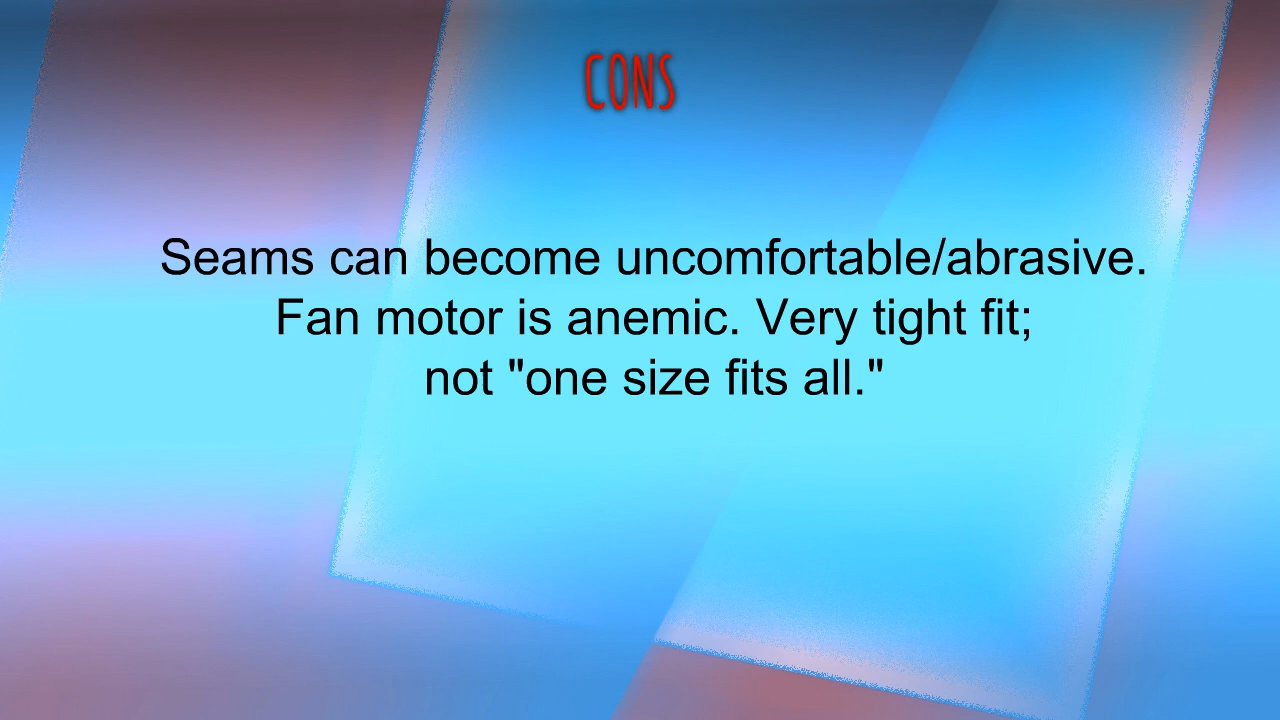 CONS
Seams can become uncomfortable/abrasive.
Fan motor is anemic. Very tight fit;
not "one size fits all."